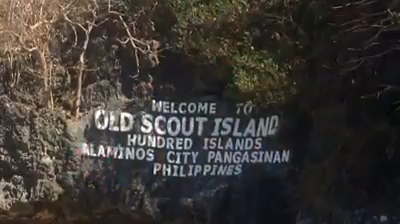 WELCOME TO
OLD SCOUT ISLAND
HUNDRED ISLANDS
ALAMINOS CITY PANGASINAN
PHILIPPINES